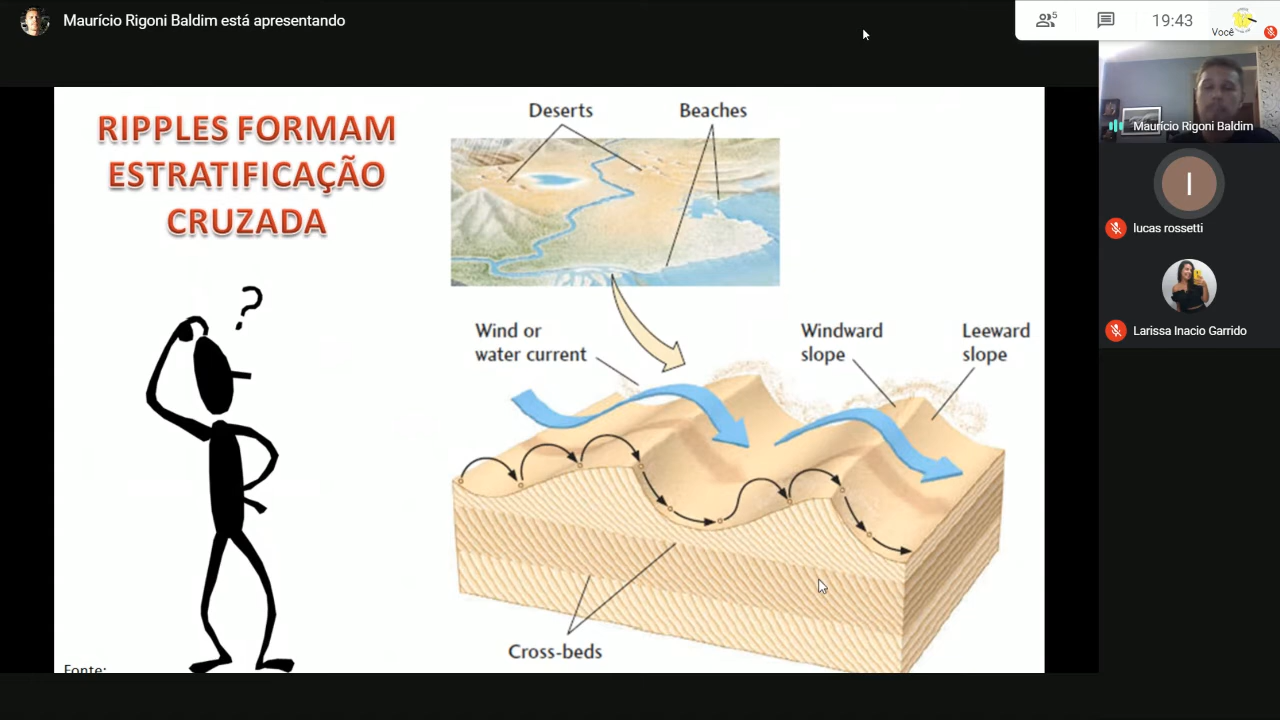 Maurício Rigoni Baldim está apresentando
5
19:43
Você
RIPPLES FORMAM
ESTRATIFICAÇÃO
CRUZADA
?
Deserts
Beaches
Wind or
water current
Windward
slope
Leeward
slope
Cross-beds
Fonte:
Maurício Rigoni Baldim
I
lucas rossetti
Larissa Inacio Garrido